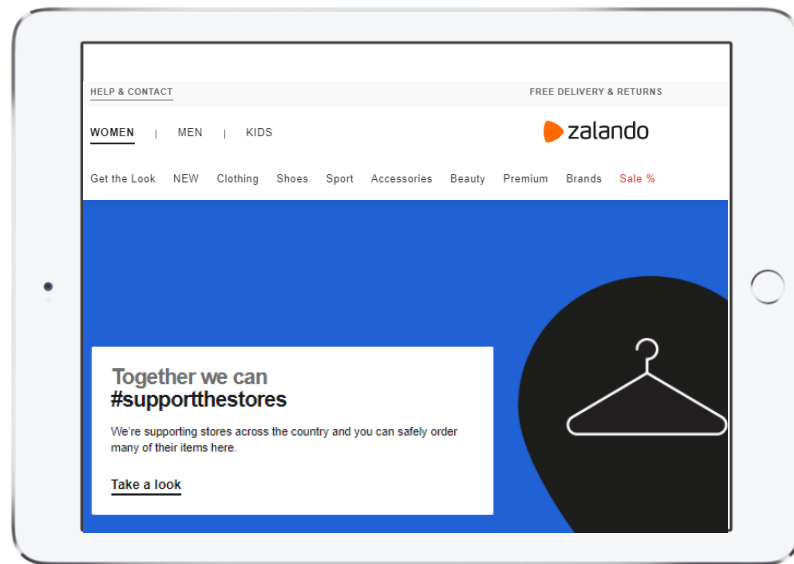 HELP & CONTACT FREE DELIVERY & RETURNS
WOMEN | MEN | KIDS zalando
Get the Look NEW Clothing Shoes Sport Accessories Beauty Premium Brands Sale %
Together we can
#supportthestores
We're supporting stores across the country and you can safely order
many of their items here.
Take a look